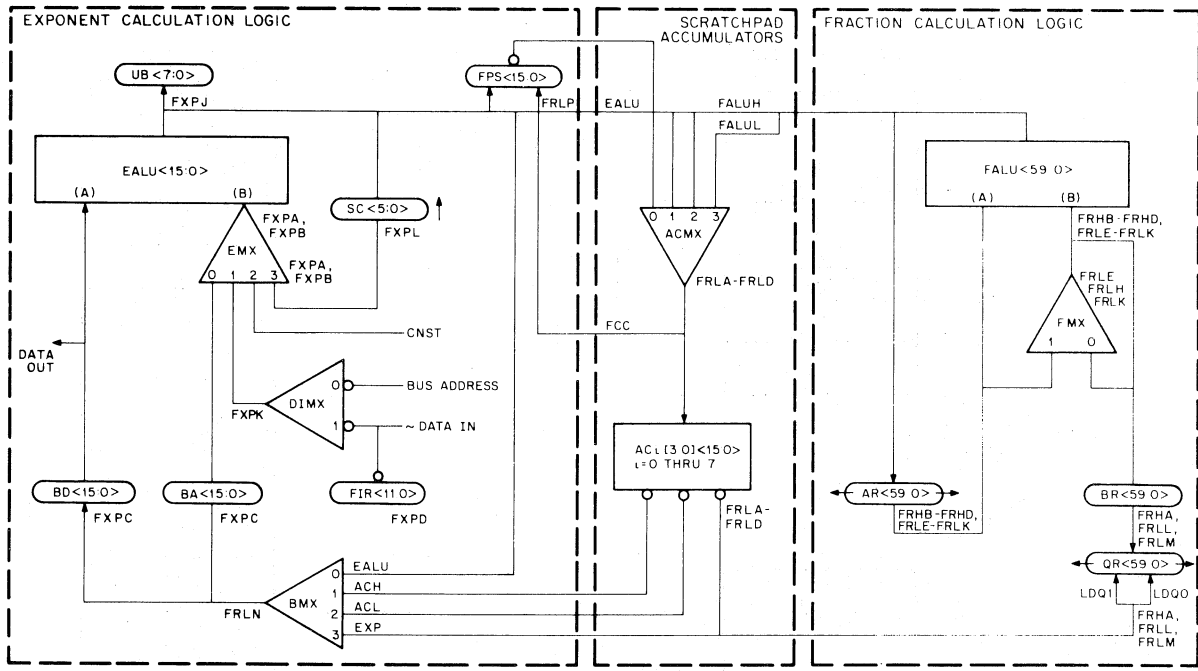 EXPONENT CALCULATION LOGIC
SCRATCHPAD
ACCUMULATORS
FRACTION CALCULATION LOGIC
UB<7:0>
FXPJ
FPS<15:0>
FRLP
EALU
FALUH
FALUL
EALU<15:0>
(A)
(B)
FXPA,
FXPB
EMX
0 1 2 3
FXPA,
FXPB
SC<5:0>
FXPL
0 1 2 3
ACMX
FRLA-FRLD
FALU<59:0>
(A)
(B)
FRHB-FRHD,
FRLE-FRLK
FRLE
FRLH
FRLK
FMX
1 0
DATA
OUT
CNST
FCC
DIMX
0
BUS ADDRESS
1
~DATA IN
FXPK
BD<15:0>
FXPC
BA<15:0>
FXPC
FIR<11:0>
FXPD
ACι[3:0]<15:0>
ι=0 THRU 7
FRLA-
FRLD
AR<59:0>
FRHB-FRHD,
FRLE-FRLK
BR<59:0>
FRHA,
FRLL,
FRLM
QR<59:0>
LDQ1
LDQ0
FRHA,
FRLL,
FRLM
FRLN
BMX
0
EALU
1
ACH
2
ACL
3
EXP